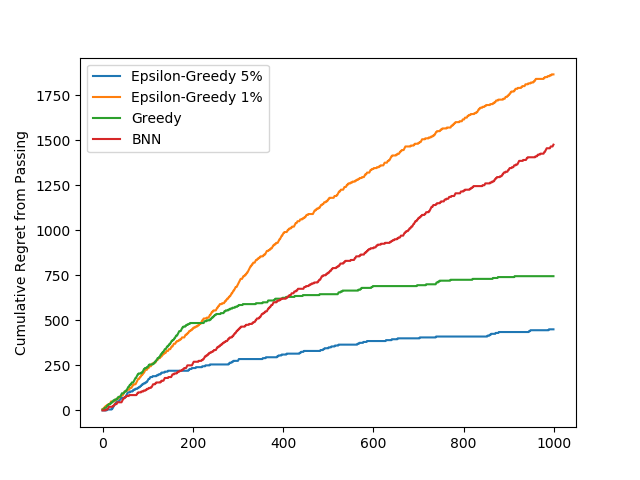 Epsilon-Greedy 5%
Epsilon-Greedy 1%
Greedy
BNN
Cumulative Regret from Passing
1750
1500
1250
1000
750
500
250
0
0 200 400 600 800 1000